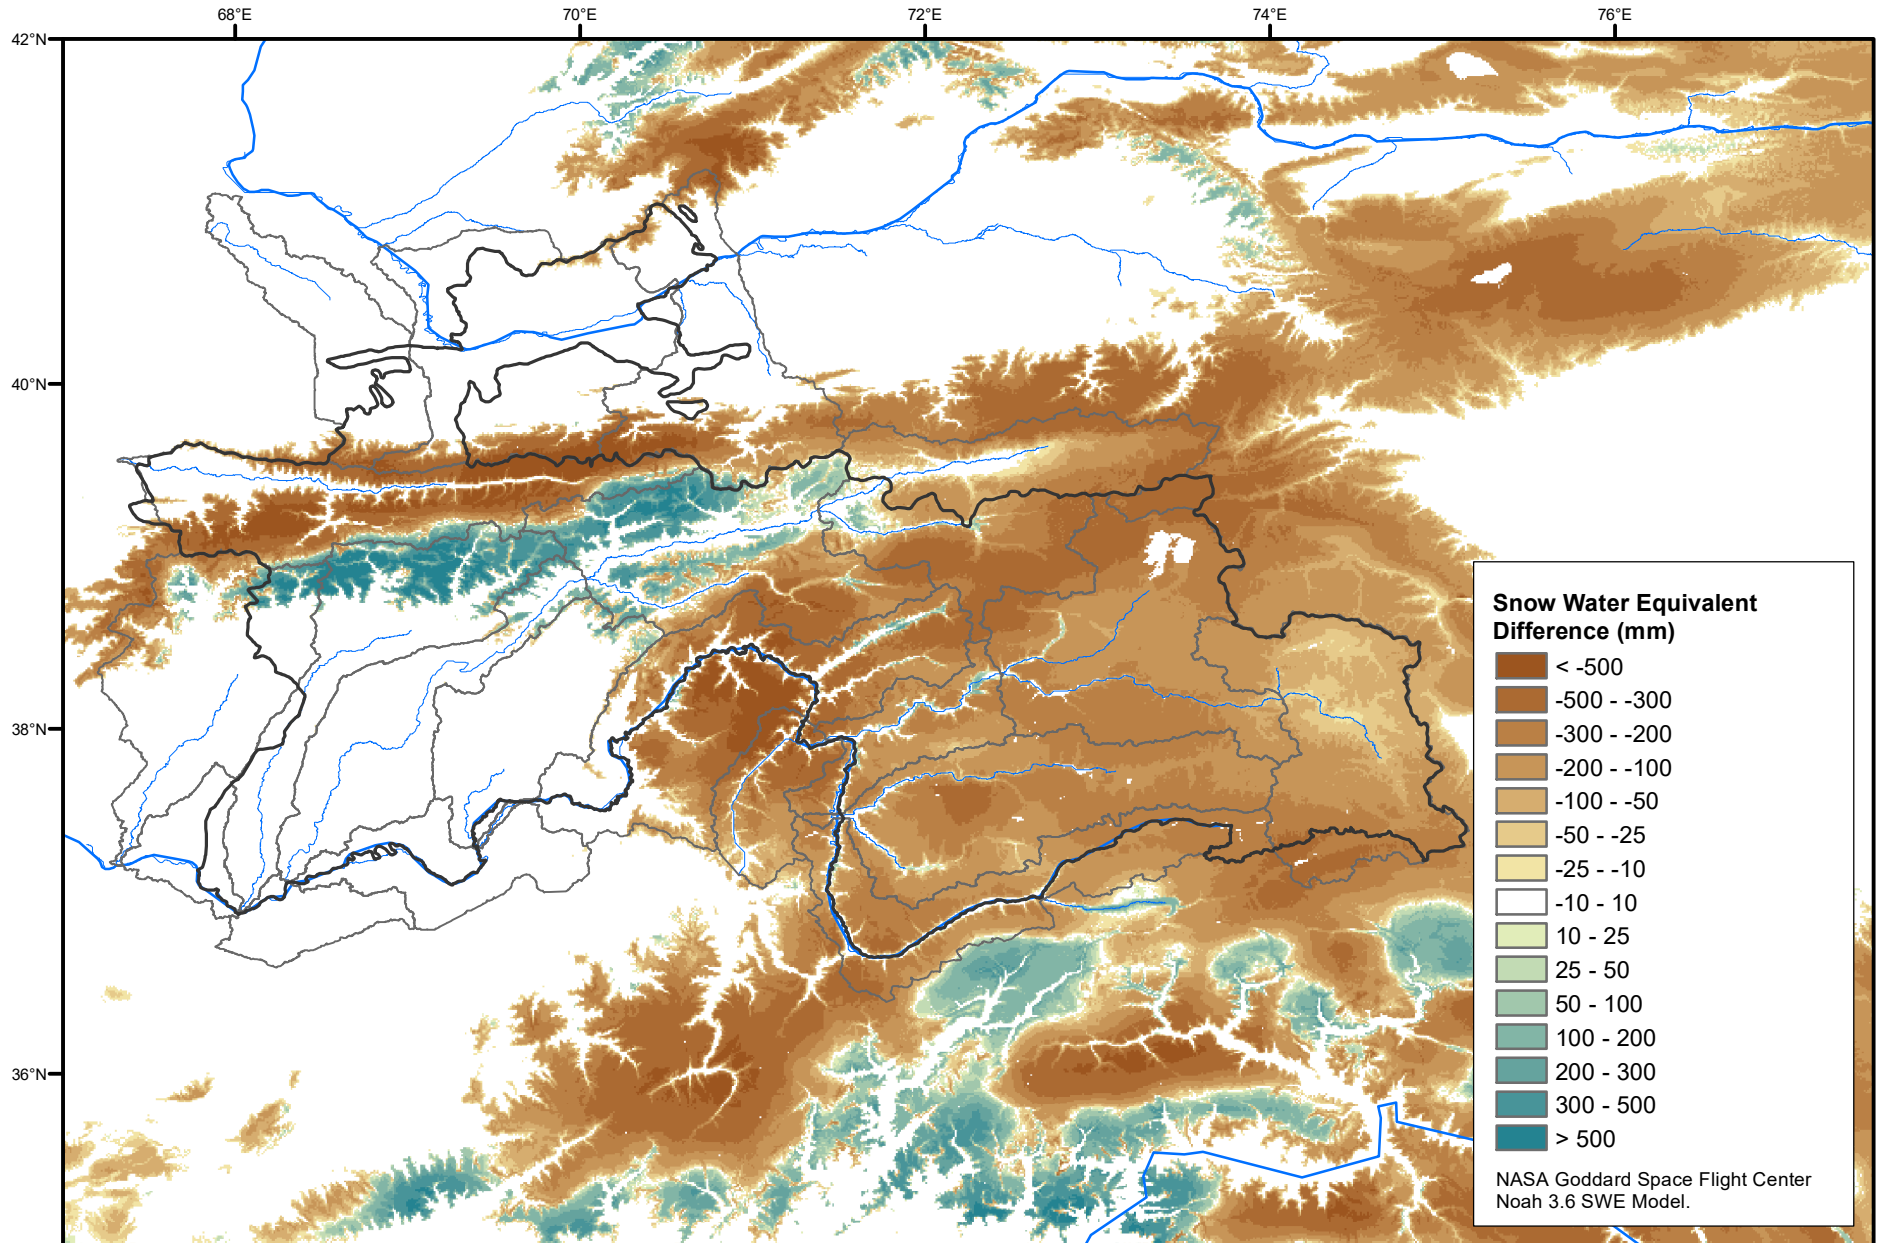 68°E
70°E
72°E
74°E
76°E
42°N
40°N
38°N
36°N
Snow Water Equivalent
Difference (mm)
< -500
-500 - -300
-300 - -200
-200 - -100
-100 - -50
-50 - -25
-25 - -10
-10 - 10
10 - 25
25 - 50
50 - 100
100 - 200
200 - 300
300 - 500
> 500
NASA Goddard Space Flight Center
Noah 3.6 SWE Model.